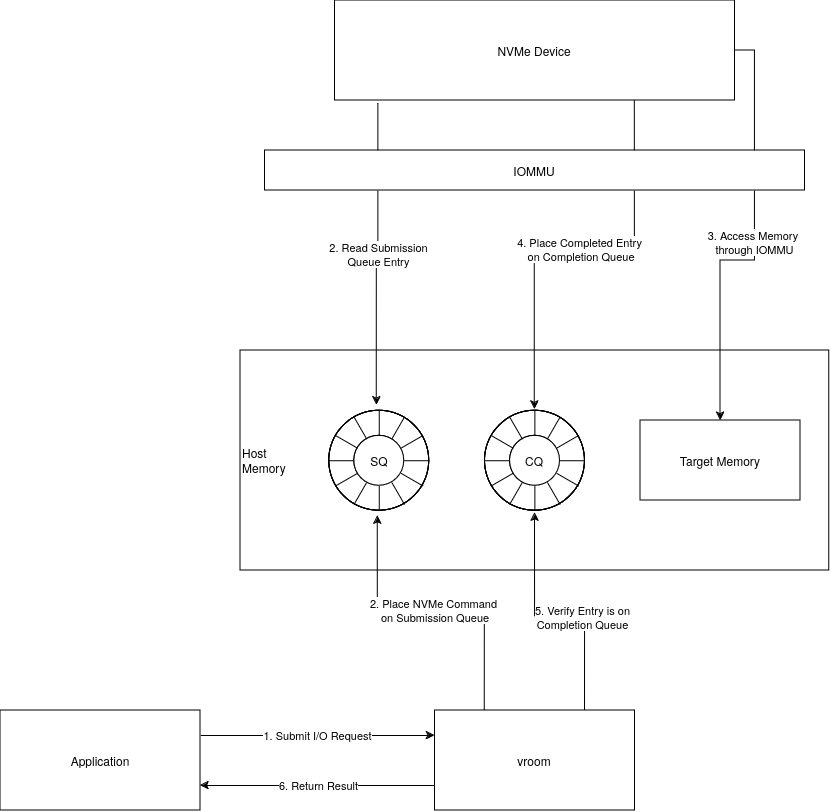 NVMe Device
IOMMU
2. Read Submission
Queue Entry
4. Place Completed Entry
on Completion Queue
3. Access Memory
through IOMMU
Host
Memory
SQ
CQ
Target Memory
2. Place NVMe Command
on Submission Queue
5. Verify Entry is on
Completion Queue
1. Submit I/O Request
Application
vroom
6. Return Result